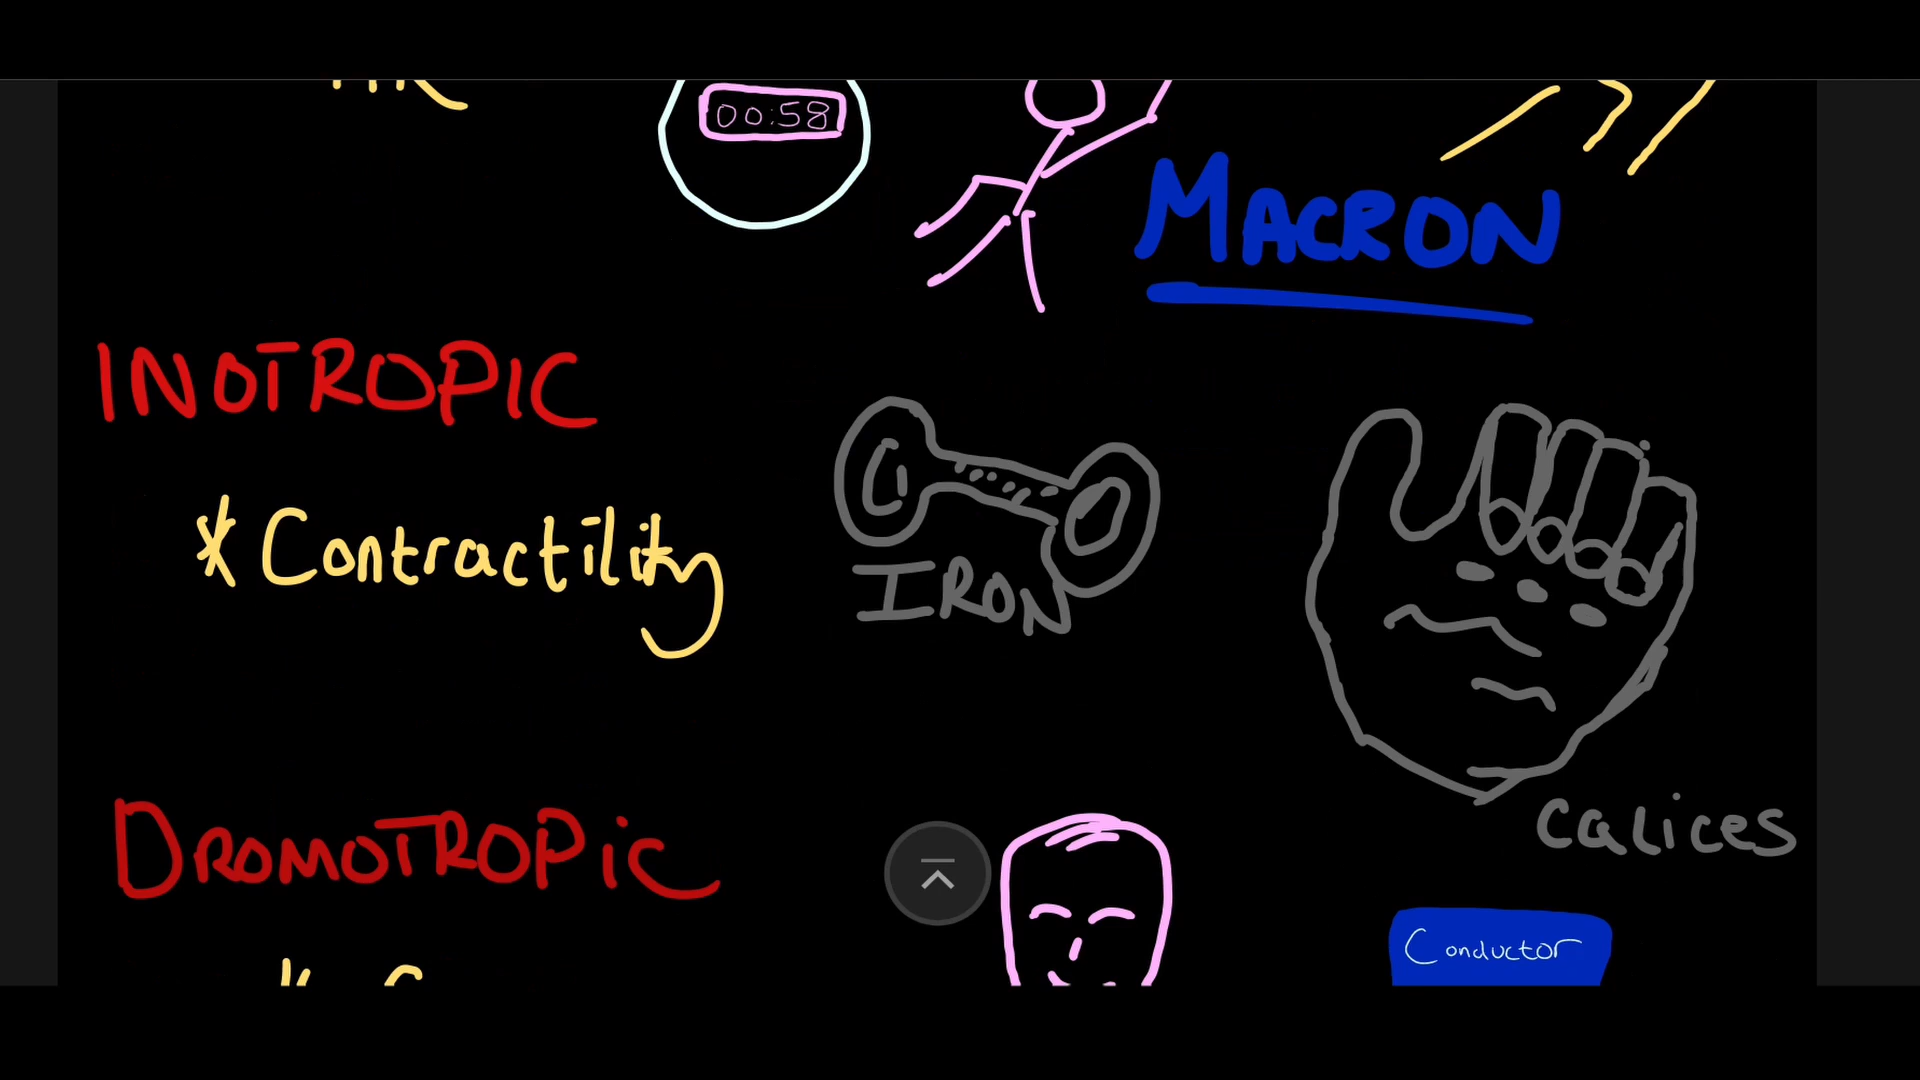 00:58
MACRON
INOTROPIC
* Contractility
IRON
calices
DROMOTROPiC
Conductor